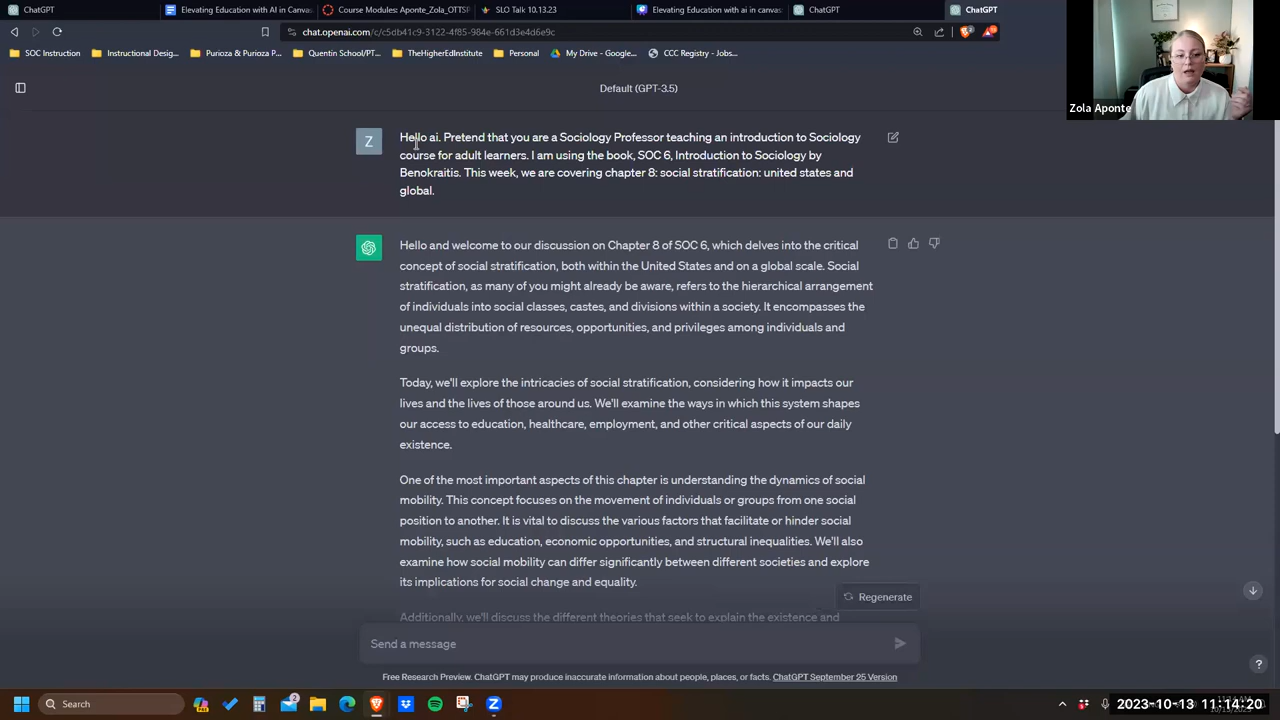 ChatGPT
Elevating Education with AI in Canvas
Course Modules: Aponte_Zola_OTTSP
SLO Talk 10.13.23
Elevating Education with ai in canvas
ChatGPT
ChatGPT
chat.openai.com/c/c5db41c9-3122-4f85-984e-661d3e4d6e9c
SOC Instruction
Instructional Desig...
Purioza & Purioza P...
Quentin School/PT...
TheHigherEdInstitute
Personal
My Drive - Google...
CCC Registry - Jobs...
Zola Aponte
Default (GPT-3.5)
Z
Hello ai. Pretend that you are a Sociology Professor teaching an introduction to Sociology
course for adult learners. I am using the book, SOC 6, Introduction to Sociology by
Benokraitis. This week, we are covering chapter 8: social stratification: united states and
global.
Hello and welcome to our discussion on Chapter 8 of SOC 6, which delves into the critical
concept of social stratification, both within the United States and on a global scale. Social
stratification, as many of you might already be aware, refers to the hierarchical arrangement
of individuals into social classes, castes, and divisions within a society. It encompasses the
unequal distribution of resources, opportunities, and privileges among individuals and
groups.
Today, we'll explore the intricacies of social stratification, considering how it impacts our
lives and the lives of those around us. We'll examine the ways in which this system shapes
our access to education, healthcare, employment, and other critical aspects of our daily
existence.
One of the most important aspects of this chapter is understanding the dynamics of social
mobility. This concept focuses on the movement of individuals or groups from one social
position to another. It is vital to discuss the various factors that facilitate or hinder social
mobility, such as education, economic opportunities, and structural inequalities. We'll also
examine how social mobility can differ significantly between different societies and explore
its implications for social change and equality.
Regenerate
Additionally, we'll discuss the different theories that seek to explain the existence and
Send a message
Free Research Preview. ChatGPT may produce inaccurate information about people, places, or facts. ChatGPT September 25 Version
?
Search
2
2023-10-13 11:14:20